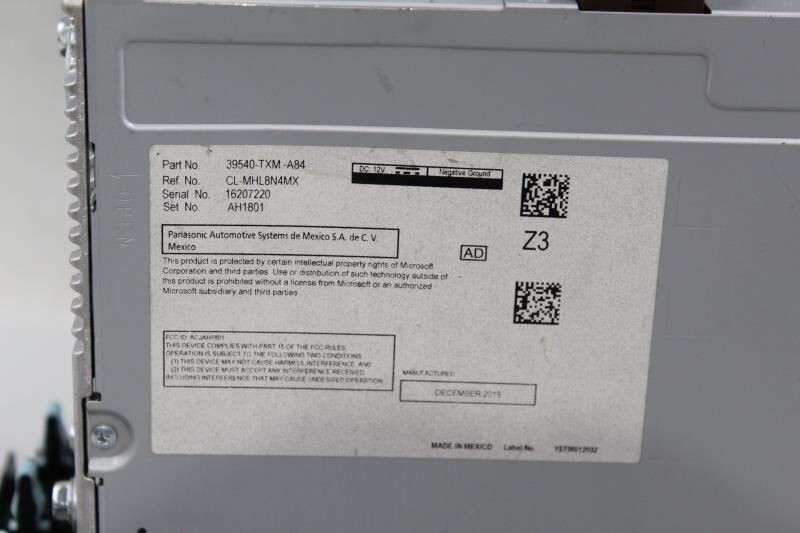 OPEN
Part No. 39540-TXM-A84
Ref No. CL-MHL8N4MX
Serial No. 16207220
Set No. AH1801
DC 12V Negative Ground
Panasonic Automotive Systems de Mexico S.A. de C. V.
Mexico
AD
Z3
This product is protected by certain intellectual property rights of Microsoft
Corporation and third parties. Use or distribution of such technology outside of
this product is prohibited without a license from Microsoft or an authorized
Microsoft subsidiary and third parties.
FCC ID: ACJAH1801
THIS DEVICE COMPLIES WITH PART 15 OF THE FCC RULES.
OPERATION IS SUBJECT TO THE FOLLOWING TWO CONDITIONS
(1) THIS DEVICE MAY NOT CAUSE HARMFUL INTERFERENCE, AND
(2) THIS DEVICE MUST ACCEPT ANY INTERFERENCE RECEIVED,
INCLUDING INTERFERENCE THAT MAY CAUSE UNDESIRED OPERATION.
MANUFACTURED
DECEMBER 2019
MADE IN MEXICO Label No. YEFM012032